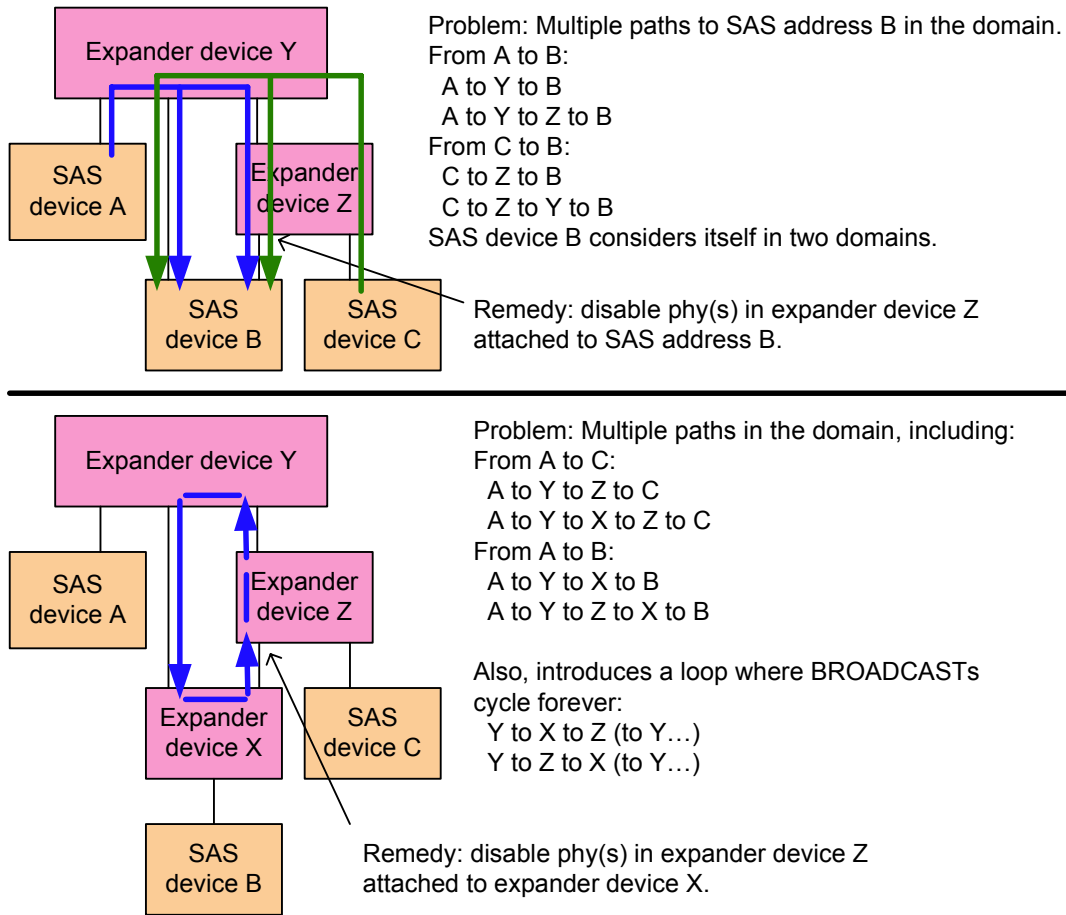 Expander device Y
SAS
device A
Expander
device Z
SAS
device B
SAS
device C
Problem: Multiple paths to SAS address B in the domain.
From A to B:
A to Y to B
A to Y to Z to B
From C to B:
C to Z to B
C to Z to Y to B
SAS device B considers itself in two domains.
Remedy: disable phy(s) in expander device Z
attached to SAS address B.
Expander device Y
SAS
device A
Expander
device Z
Expander
device X
SAS
device C
SAS
device B
Problem: Multiple paths in the domain, including:
From A to C:
A to Y to Z to C
A to Y to X to Z to C
From A to B:
A to Y to X to B
A to Y to Z to X to B
Also, introduces a loop where BROADCASTs
cycle forever:
Y to X to Z (to Y…)
Y to Z to X (to Y…)
Remedy: disable phy(s) in expander device Z
attached to expander device X.